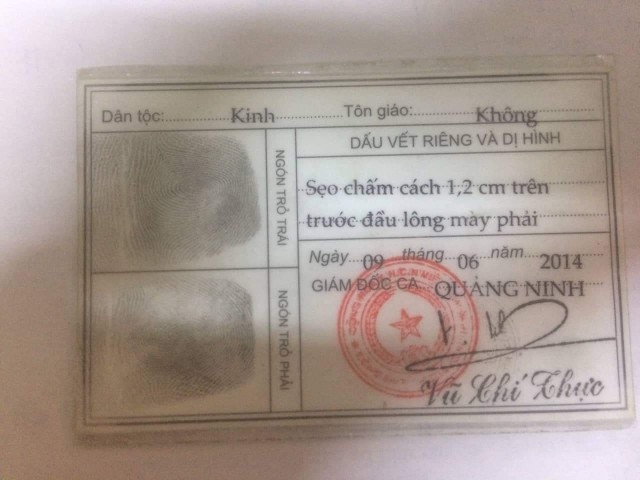 Dân tộc:..............Kinh.................Tôn giáo:...............Không
DẤU VẾT RIÊNG VÀ DỊ HÌNH
NGÓN TRỎ TRÁI
Sẹo chấm cách 1,2 cm trên
trước đầu lông mày phải
Ngày....09....tháng....06....năm....2014
GIÁM ĐỐC CA QUẢNG NINH
NGÓN TRỎ PHẢI
Vũ Chí Thực